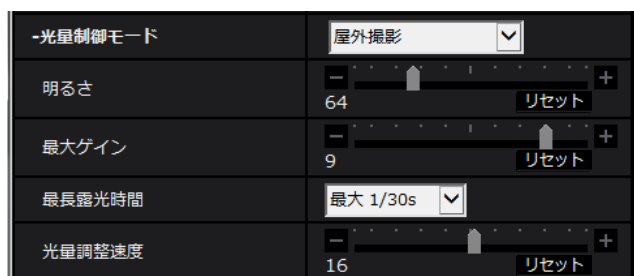 -光量制御モード 屋外撮影
明るさ － +
64 リセット
最大ゲイン － +
9 リセット
最長露光時間 最大 1/30s
光量調整速度 － +
16 リセット